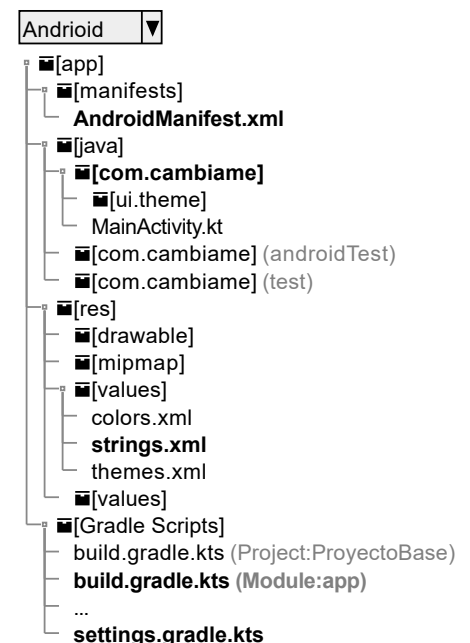 Andrioid
[app]
[manifests]
AndroidManifest.xml
[java]
[com.cambiame]
[ui.theme]
MainActivity.kt
[com.cambiame] (androidTest)
[com.cambiame] (test)
[res]
[drawable]
[mipmap]
[values]
colors.xml
strings.xml
themes.xml
[values]
[Gradle Scripts]
build.gradle.kts (Project:ProyectoBase)
build.gradle.kts (Module:app)
...
settings.gradle.kts